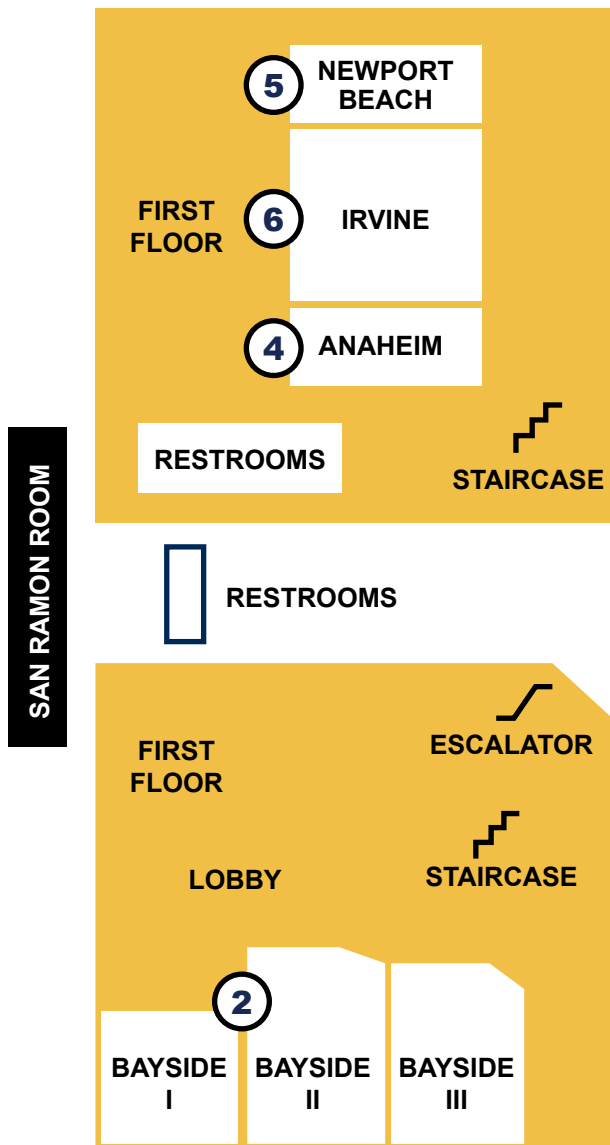 5
NEWPORT
BEACH
FIRST
FLOOR
6
IRVINE
4
ANAHEIM
RESTROOMS
STAIRCASE
SAN RAMON ROOM
RESTROOMS
ESCALATOR
FIRST
FLOOR
STAIRCASE
LOBBY
2
BAYSIDE
I
BAYSIDE
II
BAYSIDE
III